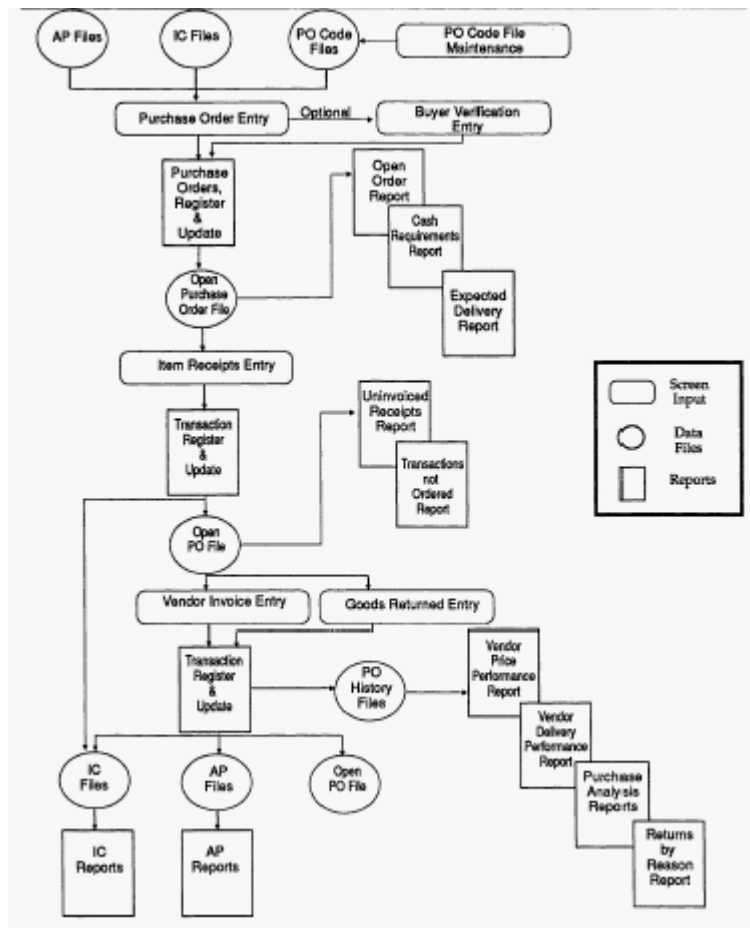 AP Files
IC Files
PO Code
Files
PO Code File
Maintenance
Purchase Order Entry
Optional
Buyer Verification
Entry
Purchase
Orders,
Register
&
Update
Open
Order
Report
Cash
Requirements
Report
Expected
Delivery
Report
Open
Purchase
Order File
Item Receipts Entry
Screen
Input
Data
Files
Reports
Transaction
Register
&
Update
Uninvoiced
Receipts
Report
Transactions
not
Ordered
Report
Open
PO File
Vendor Invoice Entry
Goods Returned Entry
Transaction
Register
&
Update
PO
History
Files
Vendor
Price
Performance
Report
Vendor
Delivery
Performance
Report
Purchase
Analysis
Reports
Returns
by
Reason
Report
IC
Files
AP
Files
Open
PO File
IC
Reports
AP
Reports